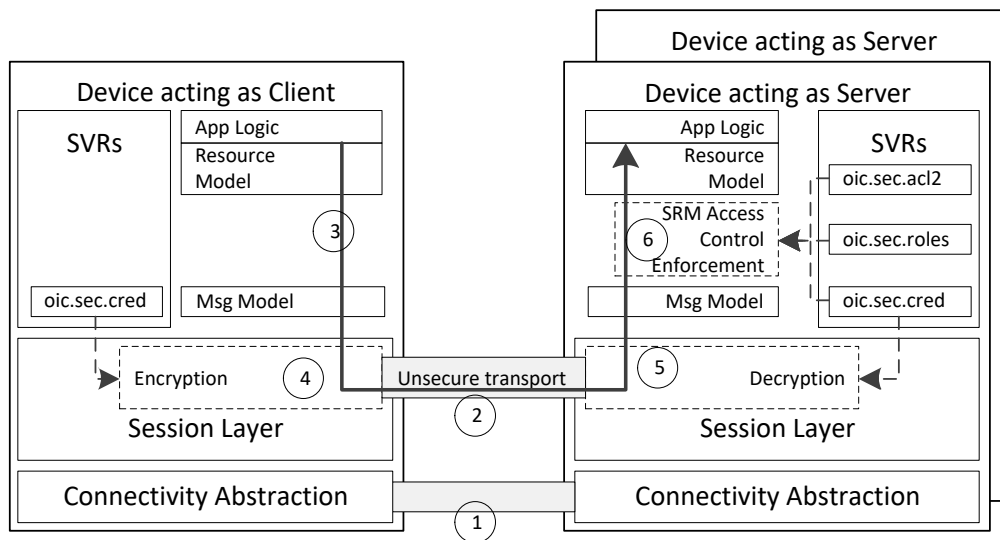 Device acting as Server
Device acting as Client
SVRs
App Logic
Resource
Model
3
oic.sec.cred
Msg Model
Encryption
4
Session Layer
Connectivity Abstraction
Unsecure transport
2
1
Device acting as Server
App Logic
Resource
Model
SRM Access
Control
Enforcement
6
Msg Model
SVRs
oic.sec.acl2
oic.sec.roles
oic.sec.cred
5
Decryption
Session Layer
Connectivity Abstraction